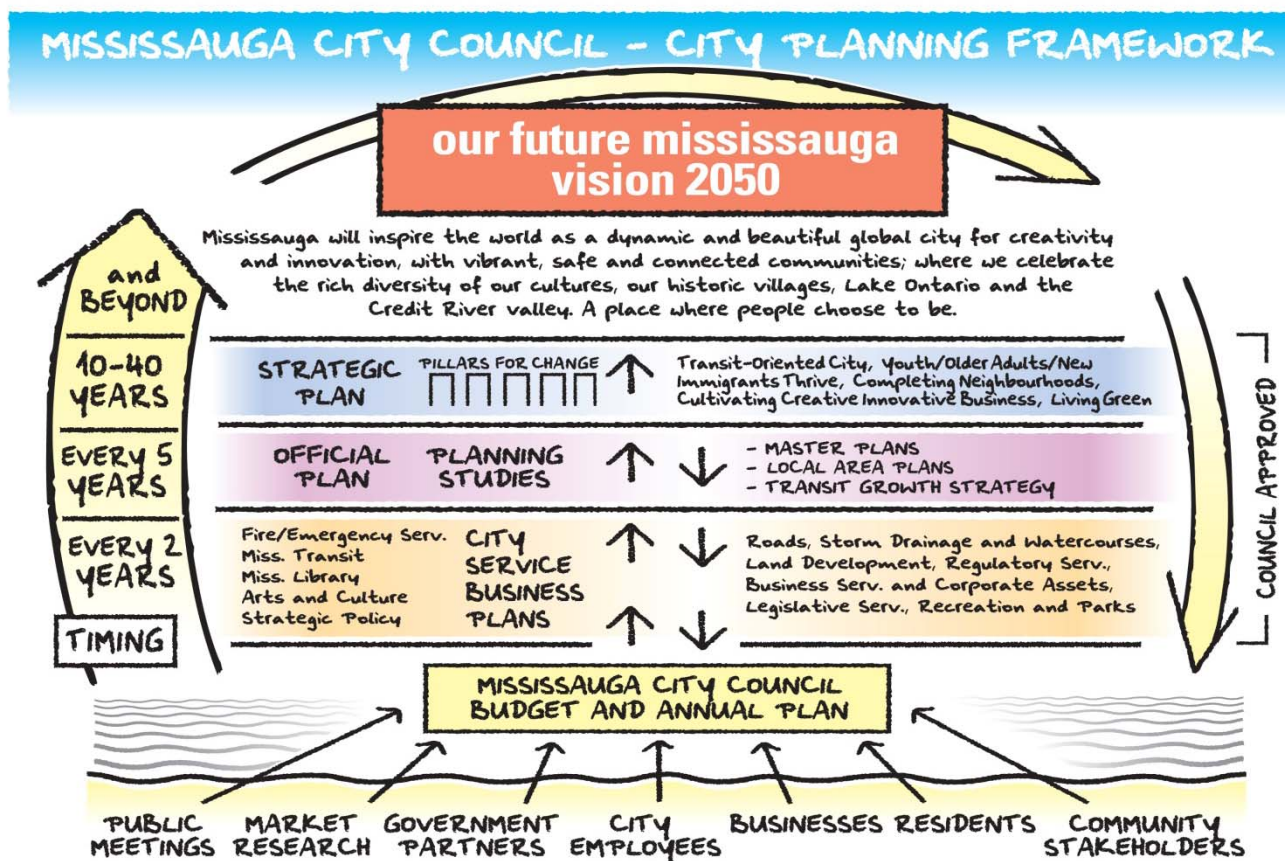 MISSISSAUGA CITY COUNCIL - CITY PLANNING FRAMEWORK
our future mississauga
vision 2050
Mississauga will inspire the world as a dynamic and beautiful global city for creativity
and innovation, with vibrant, safe and connected communities; where we celebrate
the rich diversity of our cultures, our historic villages, Lake Ontario and the
Credit River valley. A place where people choose to be.
and
BEYOND
10-40
YEARS
STRATEGIC
PLAN
PILLARS FOR CHANGE
Transit-Oriented City, Youth/Older Adults/New
Immigrants Thrive, Completing Neighbourhoods,
Cultivating Creative Innovative Business, Living Green
EVERY 5
YEARS
OFFICIAL
PLAN
PLANNING
STUDIES
- MASTER PLANS
- LOCAL AREA PLANS
- TRANSIT GROWTH STRATEGY
EVERY 2
YEARS
Fire/Emergency Serv.
Miss. Transit
Miss. Library
Arts and Culture
Strategic Policy
CITY
SERVICE
BUSINESS
PLANS
Roads, Storm Drainage and Watercourses,
Land Development, Regulatory Serv.,
Business Serv. and Corporate Assets,
Legislative Serv., Recreation and Parks
COUNCIL APPROVED
TIMING
MISSISSAUGA CITY COUNCIL
BUDGET AND ANNUAL PLAN
PUBLIC
MEETINGS
MARKET
RESEARCH
GOVERNMENT
PARTNERS
CITY
EMPLOYEES
BUSINESSES
RESIDENTS
COMMUNITY
STAKEHOLDERS